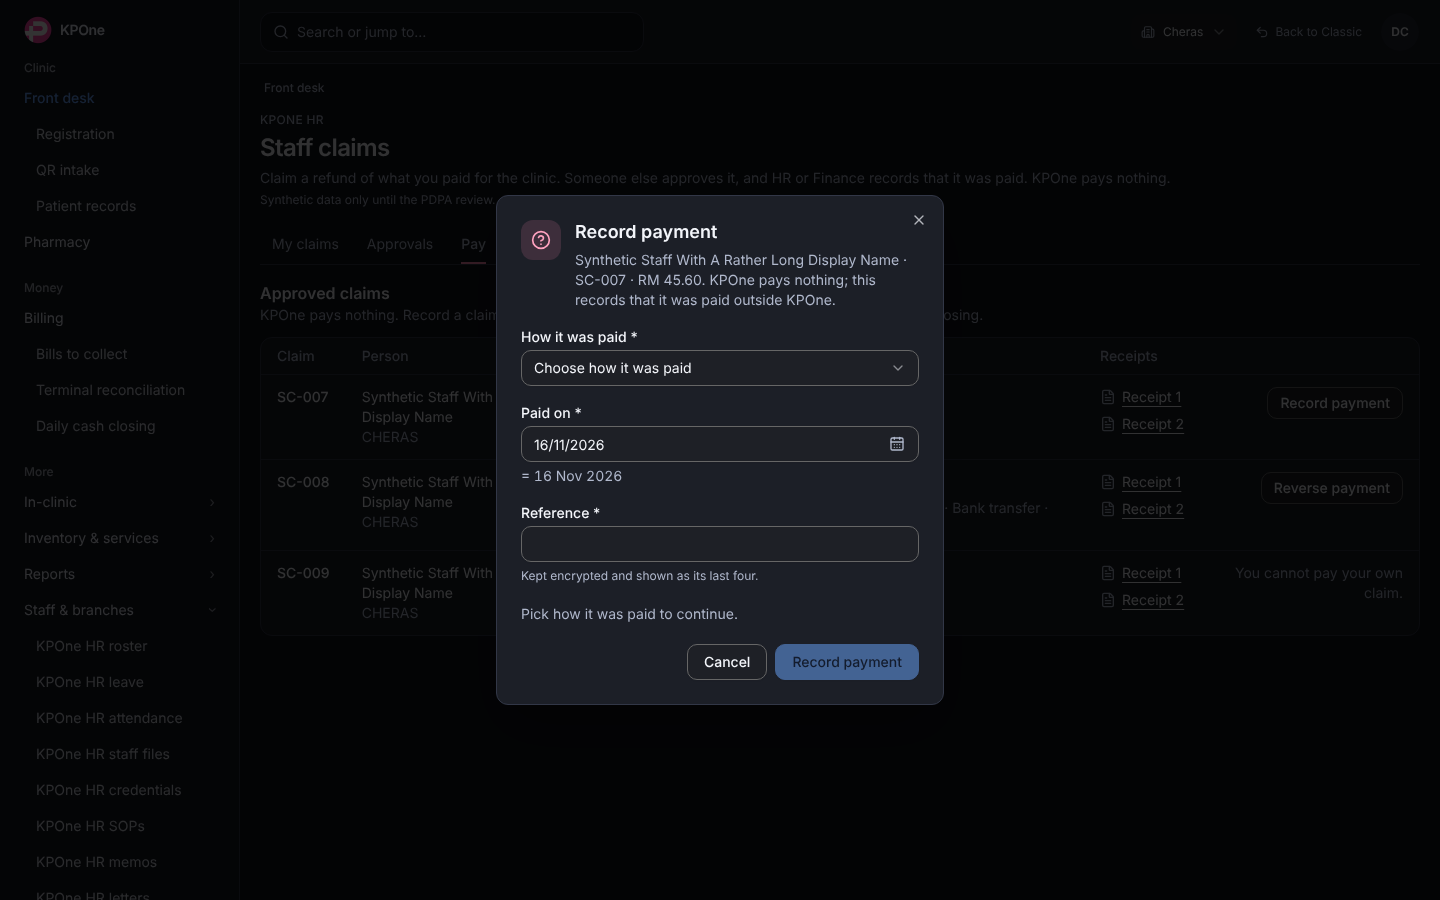 KPOne
Search or jump to...
Cheras
Back to Classic
DC
Clinic
Front desk
Registration
QR intake
Patient records
Pharmacy
Money
Billing
Bills to collect
Terminal reconciliation
Daily cash closing
More
In-clinic
Inventory & services
Reports
Staff & branches
KPOne HR roster
KPOne HR leave
KPOne HR attendance
KPOne HR staff files
KPOne HR credentials
KPOne HR SOPs
KPOne HR memos
KPOne HR letters
Front desk
KPONE HR
Staff claims
Claim a refund of what you paid for the clinic. Someone else approves it, and HR or Finance records that it was paid. KPOne pays nothing.
Synthetic data only until the PDPA review.
My claims
Approvals
Pay
Approved claims
KPOne pays nothing. Record a claim
osing.
Claim
Person
Receipts
SC-007
Synthetic Staff With
Display Name
CHERAS
Receipt 1
Receipt 2
Record payment
SC-008
Synthetic Staff With
Display Name
CHERAS
· Bank transfer ·
Receipt 1
Receipt 2
Reverse payment
SC-009
Synthetic Staff With
Display Name
CHERAS
Receipt 1
Receipt 2
You cannot pay your own
claim.
Record payment
Synthetic Staff With A Rather Long Display Name ·
SC-007 · RM 45.60. KPOne pays nothing; this
records that it was paid outside KPOne.
How it was paid *
Choose how it was paid
Paid on *
16/11/2026
= 16 Nov 2026
Reference *
Kept encrypted and shown as its last four.
Pick how it was paid to continue.
Cancel
Record payment